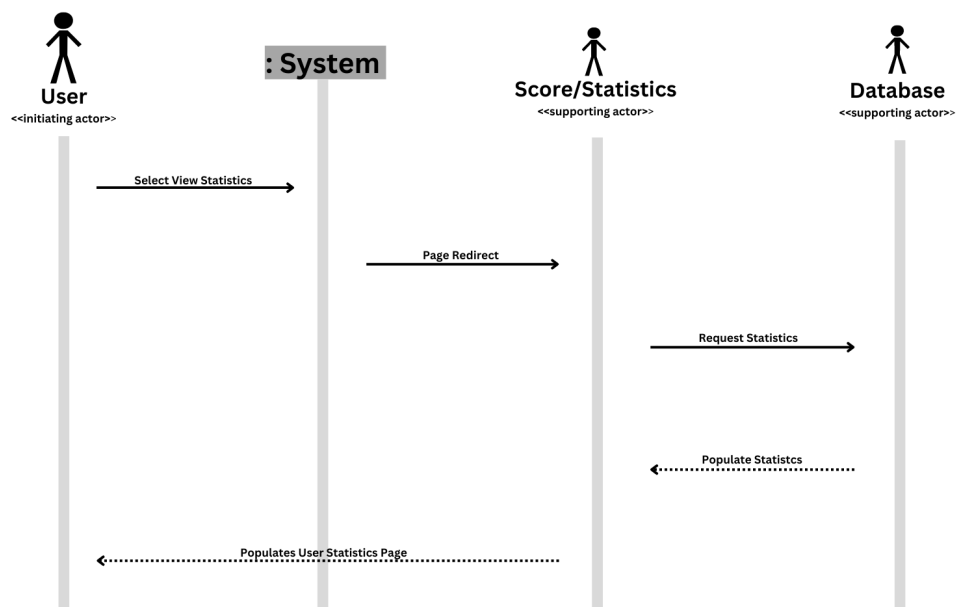 : System
User
<<initiating actor>>
Score/Statistics
<<supporting actor>>
Database
<<supporting actor>>
Select View Statistics
Page Redirect
Request Statistics
Populate Statistcs
Populates User Statistics Page